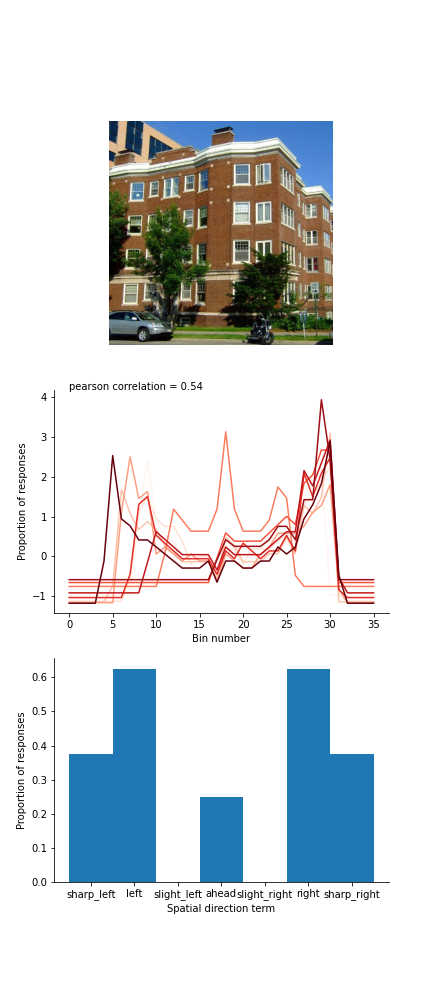 pearson correlation = 0.54
4
3
2
1
0
−1
Proportion of responses
0 5 10 15 20 25 30 35
Bin number
0.6
0.5
0.4
0.3
0.2
0.1
0.0
Proportion of responses
sharp_left left slight_left ahead slight_right right sharp_right
Spatial direction term